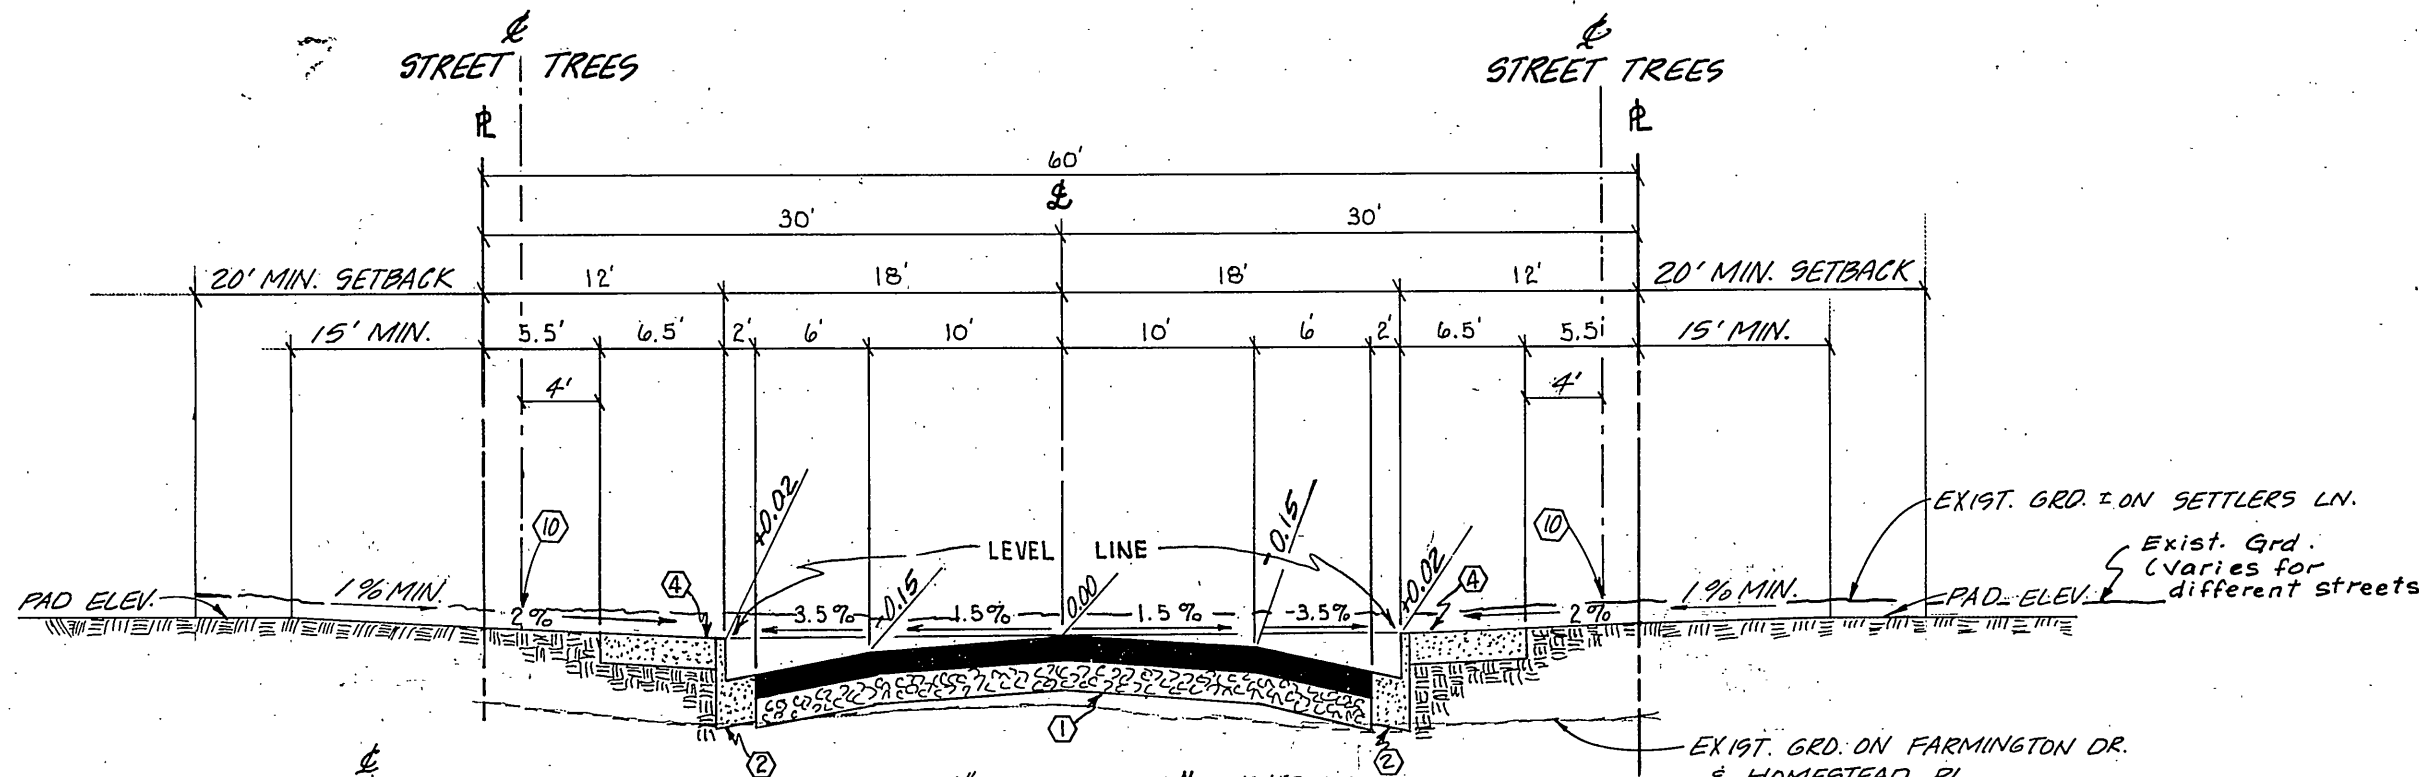 ℄ ℄
STREET TREES STREET TREES
℄ ℄
60'
℄
30' 30'
20' MIN. SETBACK 12' 18' 18' 12' 20' MIN. SETBACK
15' MIN. 5.5' 6.5' 2' 6' 10' 10' 6' 2' 6.5' 5.5' 15' MIN.
4' 4'
+0.02 -0.15
10 10
EXIST. GRD. ± ON SETTLERS LN.
LEVEL LINE
Exist. Grd.
(varies for
different streets
4 -0.15 0.00 +0.02 4
PAD ELEV. 1% MIN. 2% 3.5% 1.5% 1.5% 3.5% 2% 1% MIN. PAD ELEV.
1
2 2
EXIST. GRD. ON FARMINGTON DR.
& HOMESTEAD PL.
℄